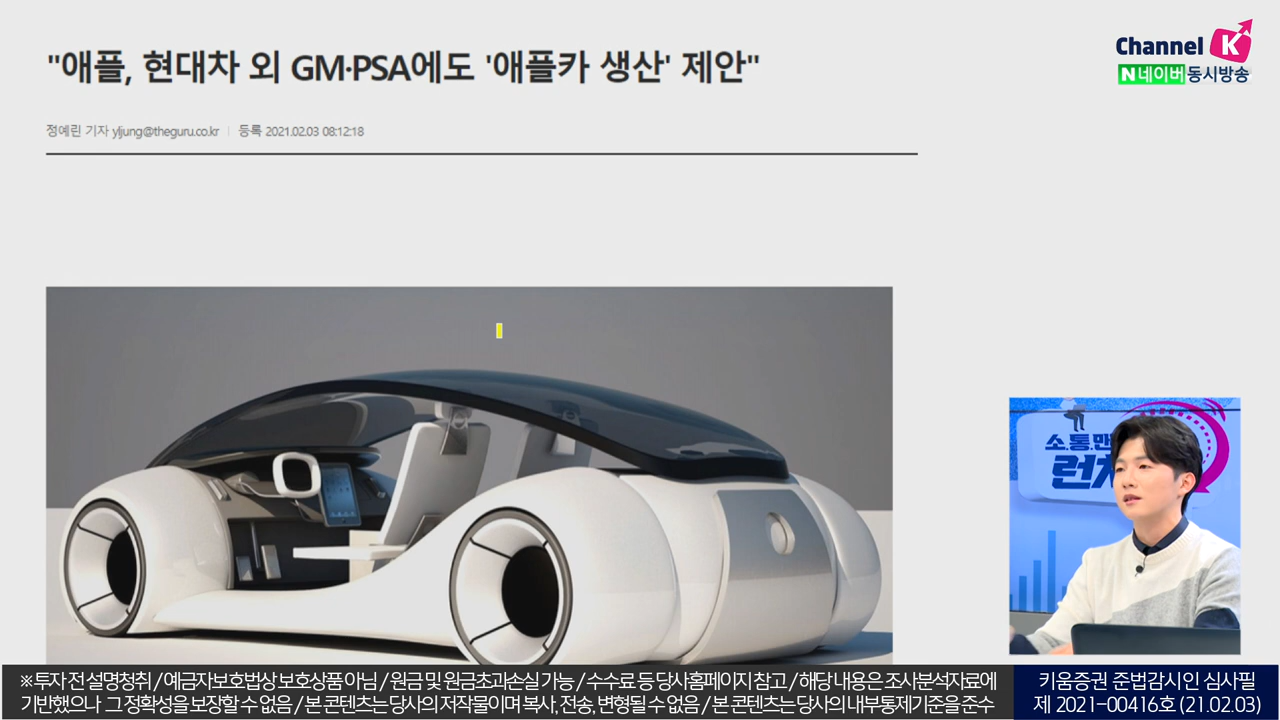 "애플, 현대차 외 GM·PSA에도 '애플카 생산' 제안"
Channel K
N 네이버 동시방송
정예린 기자 yljung@theguru.co.kr | 등록 2021.02.03 08:12:18
소통만
런치
※ 투자 전 설명청취 / 예금자보호법상 보호상품 아님 / 원금 및 원금초과손실 가능 / 수수료 등 당사홈페이지 참고 / 해당 내용은 조사분석자료에
기반했으나 그 정확성을 보장할 수 없음 / 본 콘텐츠는 당사의 저작물이며 복사, 전송, 변형될 수 없음 / 본 콘텐츠는 당사의 내부통제기준을 준수
키움증권 준법감시인 심사필
제 2021-00416호 (21.02.03)